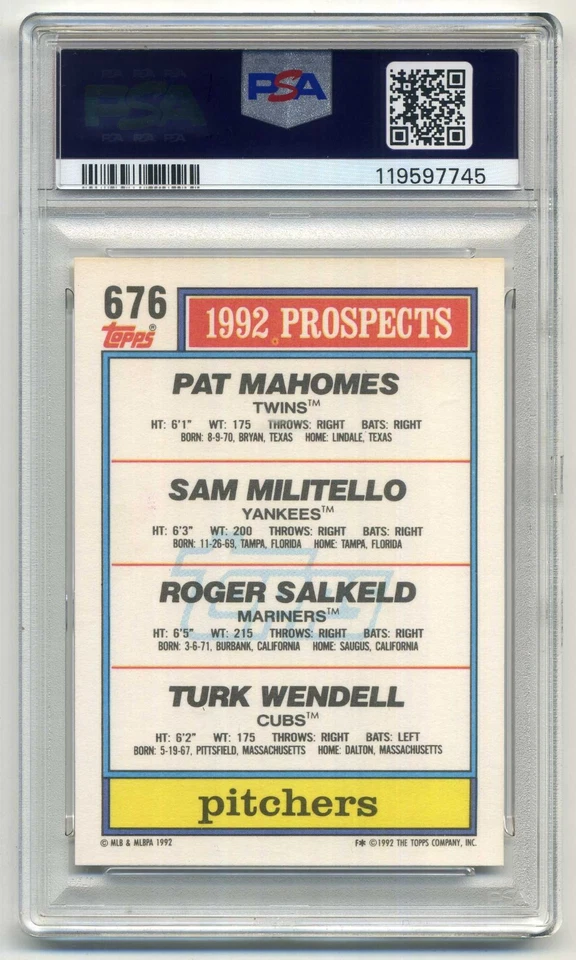 PSA
119597745
676
Topps®
1992 PROSPECTS
PAT MAHOMES
TWINS™
HT: 6'1" WT: 175 THROWS: RIGHT BATS: RIGHT
BORN: 8-9-70, BRYAN, TEXAS HOME: LINDALE, TEXAS
SAM MILITELLO
YANKEES™
HT: 6'3" WT: 200 THROWS: RIGHT BATS: RIGHT
BORN: 11-26-69, TAMPA, FLORIDA HOME: TAMPA, FLORIDA
ROGER SALKELD
MARINERS™
HT: 6'5" WT: 215 THROWS: RIGHT BATS: RIGHT
BORN: 3-6-71, BURBANK, CALIFORNIA HOME: SAUGUS, CALIFORNIA
TURK WENDELL
CUBS™
HT: 6'2" WT: 175 THROWS: RIGHT BATS: LEFT
BORN: 5-19-67, PITTSFIELD, MASSACHUSETTS HOME: DALTON, MASSACHUSETTS
pitchers
© MLB & MLBPA 1992 F* ©1992 THE TOPPS COMPANY, INC.